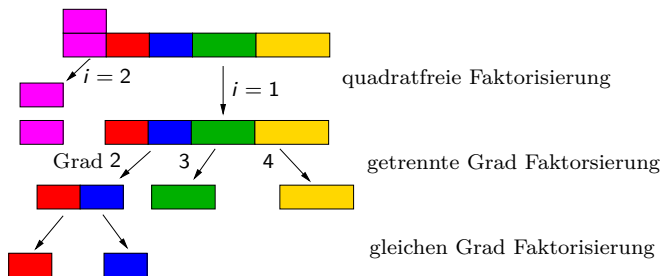 i = 2
i = 1
quadratfreie Faktorisierung
Grad 2 3 4
getrennte Grad Faktorsierung
gleichen Grad Faktorisierung